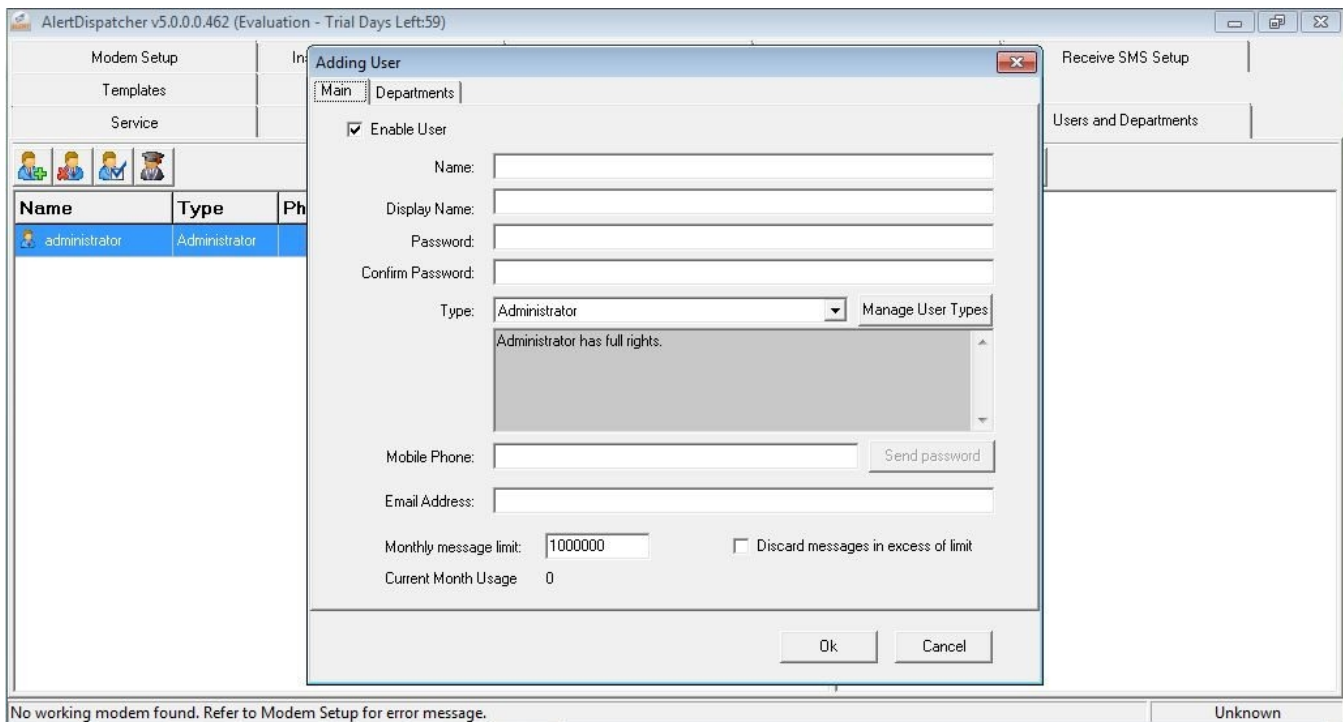 AlertDispatcher v5.0.0.0.462 (Evaluation - Trial Days Left:59)
Modem Setup
Receive SMS Setup
Templates
Service
Users and Departments
Name Type Ph
administrator Administrator
Adding User
Main Departments
Enable User
Name:
Display Name:
Password:
Confirm Password:
Type: Administrator Manage User Types
Administrator has full rights.
Mobile Phone: Send password
Email Address:
Monthly message limit: 1000000 Discard messages in excess of limit
Current Month Usage 0
Ok Cancel
No working modem found. Refer to Modem Setup for error message. Unknown